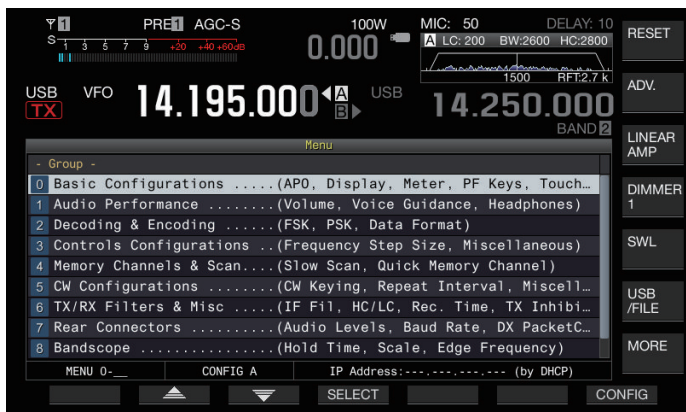 1 PRE1 AGC-S 100W MIC: 50 DELAY: 10
S 1 3 5 7 9 +20 +40 +60dB 0.000 A LC: 200 BW:2600 HC:2800
1500 RFT:2.7 k
USB VFO 14.195.000 A USB 14.250.000
TX B BAND 2
Menu
- Group -
0 Basic Configurations .....(APO, Display, Meter, PF Keys, Touch…
1 Audio Performance ........(Volume, Voice Guidance, Headphones)
2 Decoding & Encoding ......(FSK, PSK, Data Format)
3 Controls Configurations ..(Frequency Step Size, Miscellaneous)
4 Memory Channels & Scan....(Slow Scan, Quick Memory Channel)
5 CW Configurations ........(CW Keying, Repeat Interval, Miscell…
6 TX/RX Filters & Misc .....(IF Fil, HC/LC, Rec. Time, TX Inhibi…
7 Rear Connectors ..........(Audio Levels, Baud Rate, DX PacketC…
8 Bandscope ................(Hold Time, Scale, Edge Frequency)
MENU 0-__ CONFIG A IP Address:---.---.---.--- (by DHCP)
SELECT CONFIG
RESET
ADV.
LINEAR
AMP
DIMMER
1
SWL
USB
/FILE
MORE